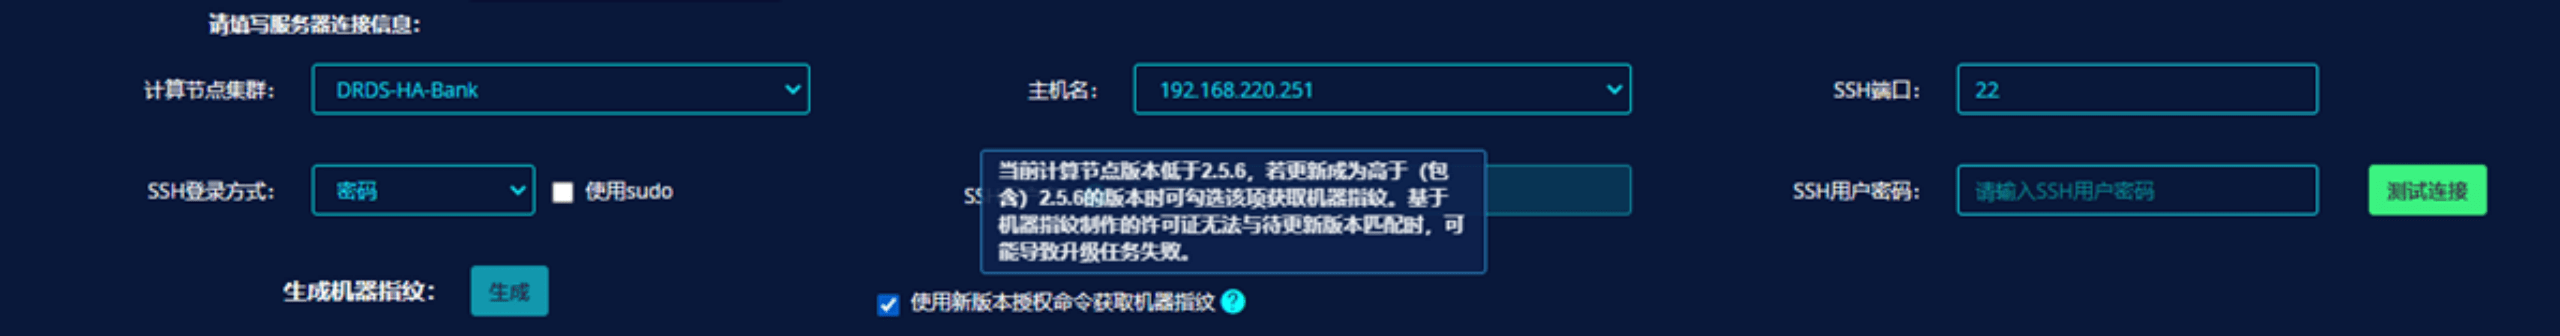 请填写服务器连接信息：
计算节点集群： DRDS-HA-Bank 主机名： 192.168.220.251 SSH端口： 22
SSH登录方式： 密码 使用sudo SSH用户密码： 请输入SSH用户密码 测试连接
当前计算节点版本低于2.5.6，若更新成为高于（包
含）2.5.6的版本时可勾选该项获取机器指纹。基于
机器指纹制作的许可证无法与待更新版本匹配时，可
能导致升级任务失败。
生成机器指纹： 生成 使用新版本授权命令获取机器指纹 ?